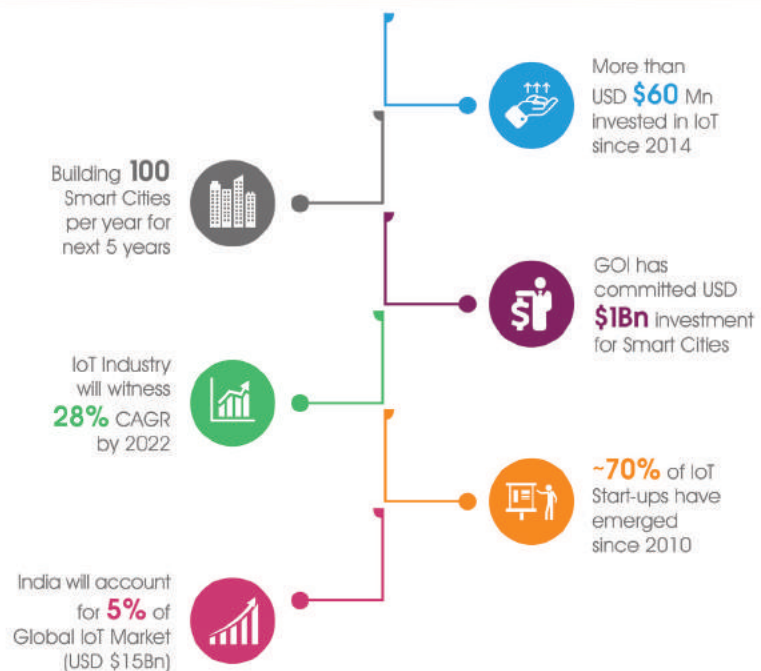 More than
USD $60 Mn
invested in IoT
since 2014
Building 100
Smart Cities
per year for
next 5 years
GOI has
committed USD
$1Bn investment
for Smart Cities
IoT Industry
will witness
28% CAGR
by 2022
~70% of IoT
Start-ups have
emerged
since 2010
India will account
for 5% of
Global IoT Market
(USD $15Bn)